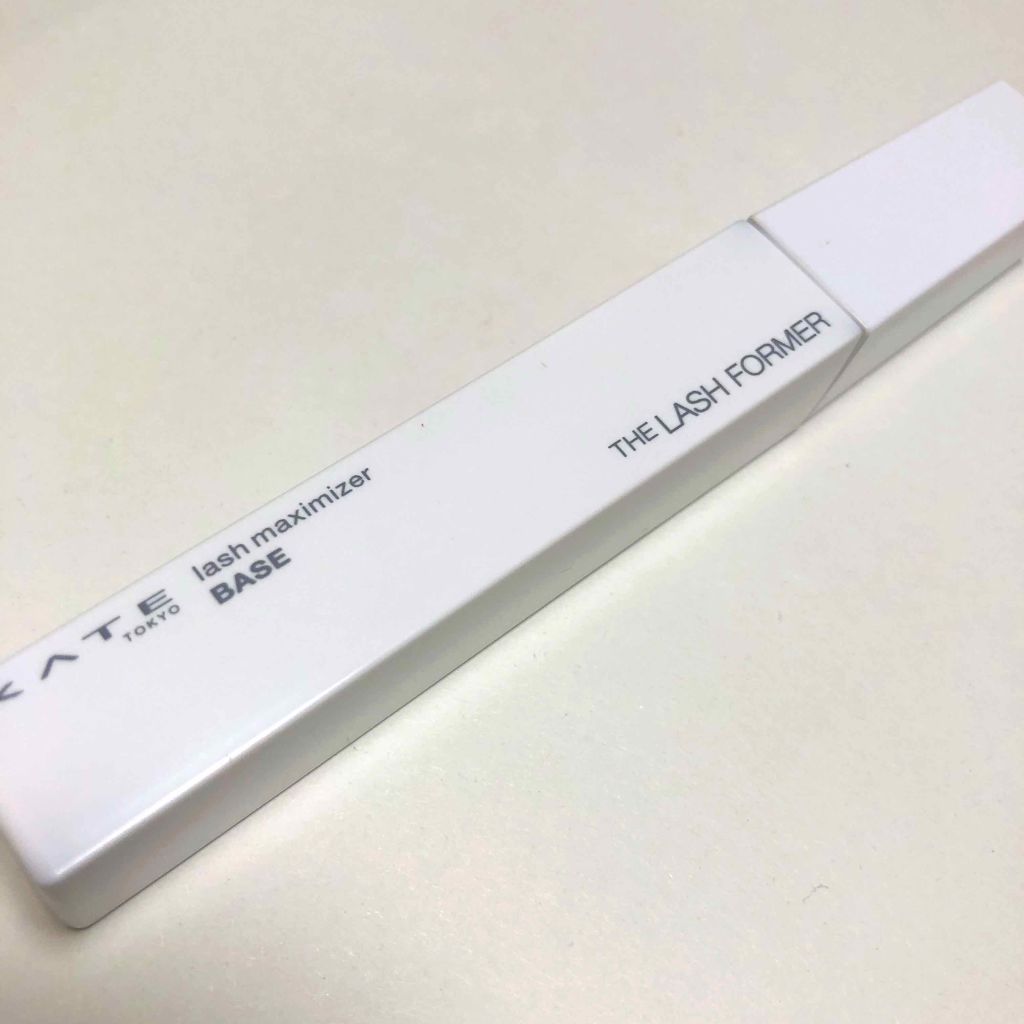 KATE
TOKYO
lash maximizer
BASE
THE LASH FORMER